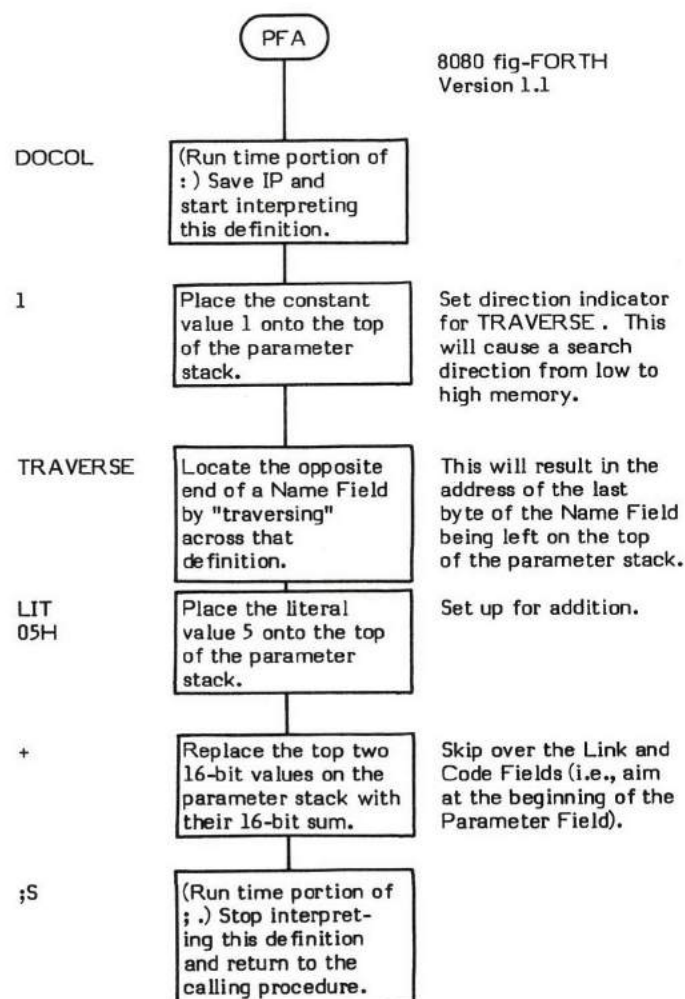 PFA
8080 fig-FORTH
Version 1.1
DOCOL
(Run time portion of
: ) Save IP and
start interpreting
this definition.
1
Place the constant
value 1 onto the top
of the parameter
stack.
Set direction indicator
for TRAVERSE . This
will cause a search
direction from low to
high memory.
TRAVERSE
Locate the opposite
end of a Name Field
by "traversing"
across that
definition.
This will result in the
address of the last
byte of the Name Field
being left on the top
of the parameter stack.
LIT
05H
Place the literal
value 5 onto the top
of the parameter
stack.
Set up for addition.
+
Replace the top two
16-bit values on the
parameter stack with
their 16-bit sum.
Skip over the Link and
Code Fields (i.e., aim
at the beginning of the
Parameter Field).
;S
(Run time portion of
; .) Stop interpret-
ing this definition
and return to the
calling procedure.